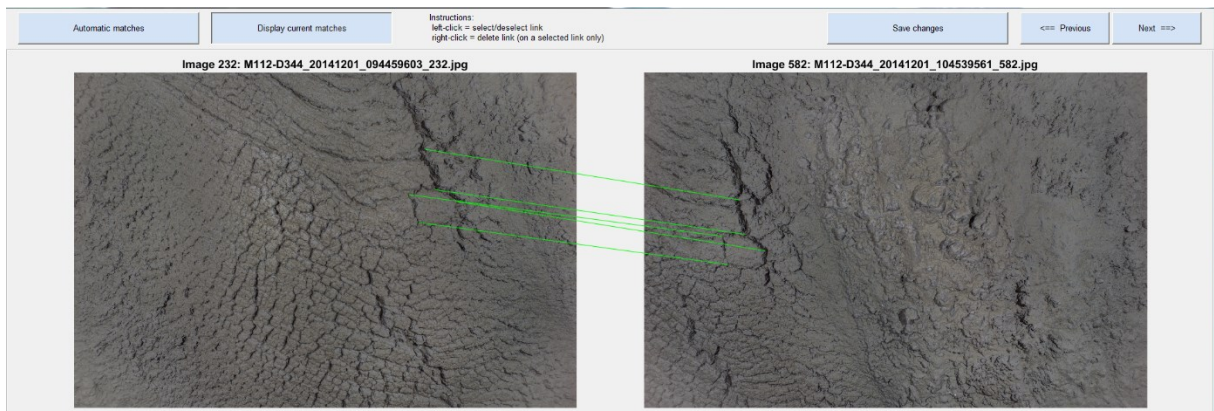 Automatic matches
Display current matches
Instructions:
left-click = select/deselect link
right-click = delete link (on a selected link only)
Save changes
<== Previous
Next ==>
Image 232: M112-D344_20141201_094459603_232.jpg
Image 582: M112-D344_20141201_104539561_582.jpg